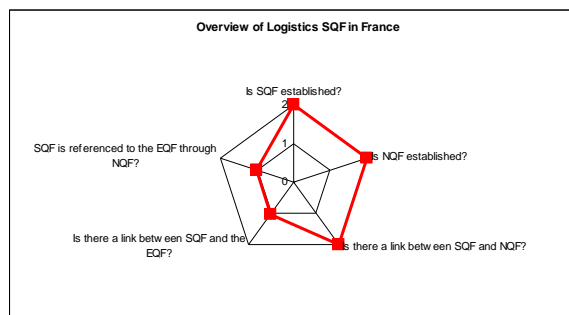 Overview of Logistics SQF in France
Is SQF established?
2
SQF is referenced to the EQF through
NQF?
1
Is NQF established?
0
Is there a link between SQF and the
EQF?
Is there a link between SQF and NQF?